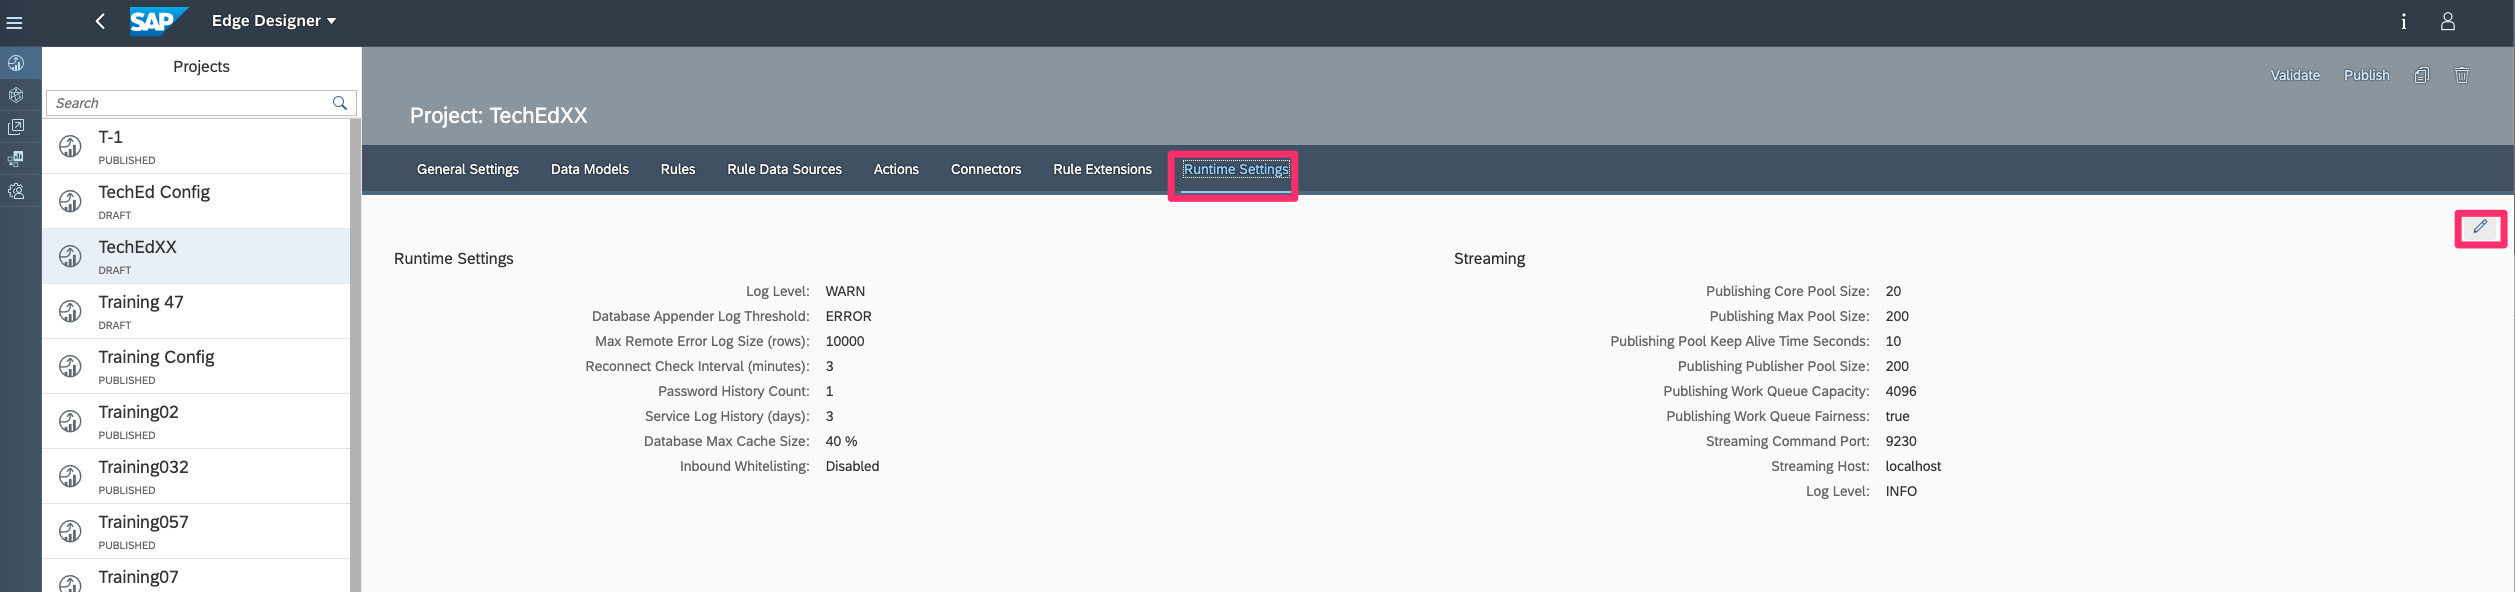 SAP
Edge Designer
i
Projects
Search
T-1
PUBLISHED
TechEd Config
DRAFT
TechEdXX
DRAFT
Training 47
DRAFT
Training Config
PUBLISHED
Training02
PUBLISHED
Training032
PUBLISHED
Training057
PUBLISHED
Training07
Validate Publish
Project: TechEdXX
General Settings Data Models Rules Rule Data Sources Actions Connectors Rule Extensions Runtime Settings
Runtime Settings
Log Level: WARN
Database Appender Log Threshold: ERROR
Max Remote Error Log Size (rows): 10000
Reconnect Check Interval (minutes): 3
Password History Count: 1
Service Log History (days): 3
Database Max Cache Size: 40 %
Inbound Whitelisting: Disabled
Streaming
Publishing Core Pool Size: 20
Publishing Max Pool Size: 200
Publishing Pool Keep Alive Time Seconds: 10
Publishing Publisher Pool Size: 200
Publishing Work Queue Capacity: 4096
Publishing Work Queue Fairness: true
Streaming Command Port: 9230
Streaming Host: localhost
Log Level: INFO